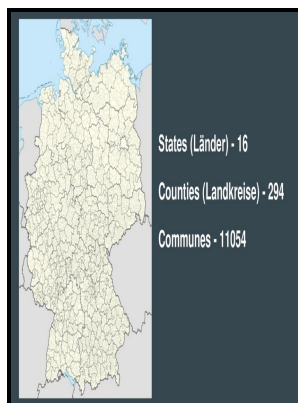 States (Länder) - 16
Counties (Landkreise) - 294
Communes - 11054